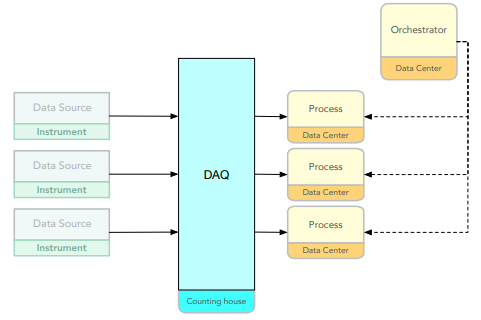 Orchestrator
Data Center
Data Source
Instrument
Process
Data Center
Data Source
Instrument
DAQ
Process
Data Center
Data Source
Instrument
Process
Data Center
Counting house